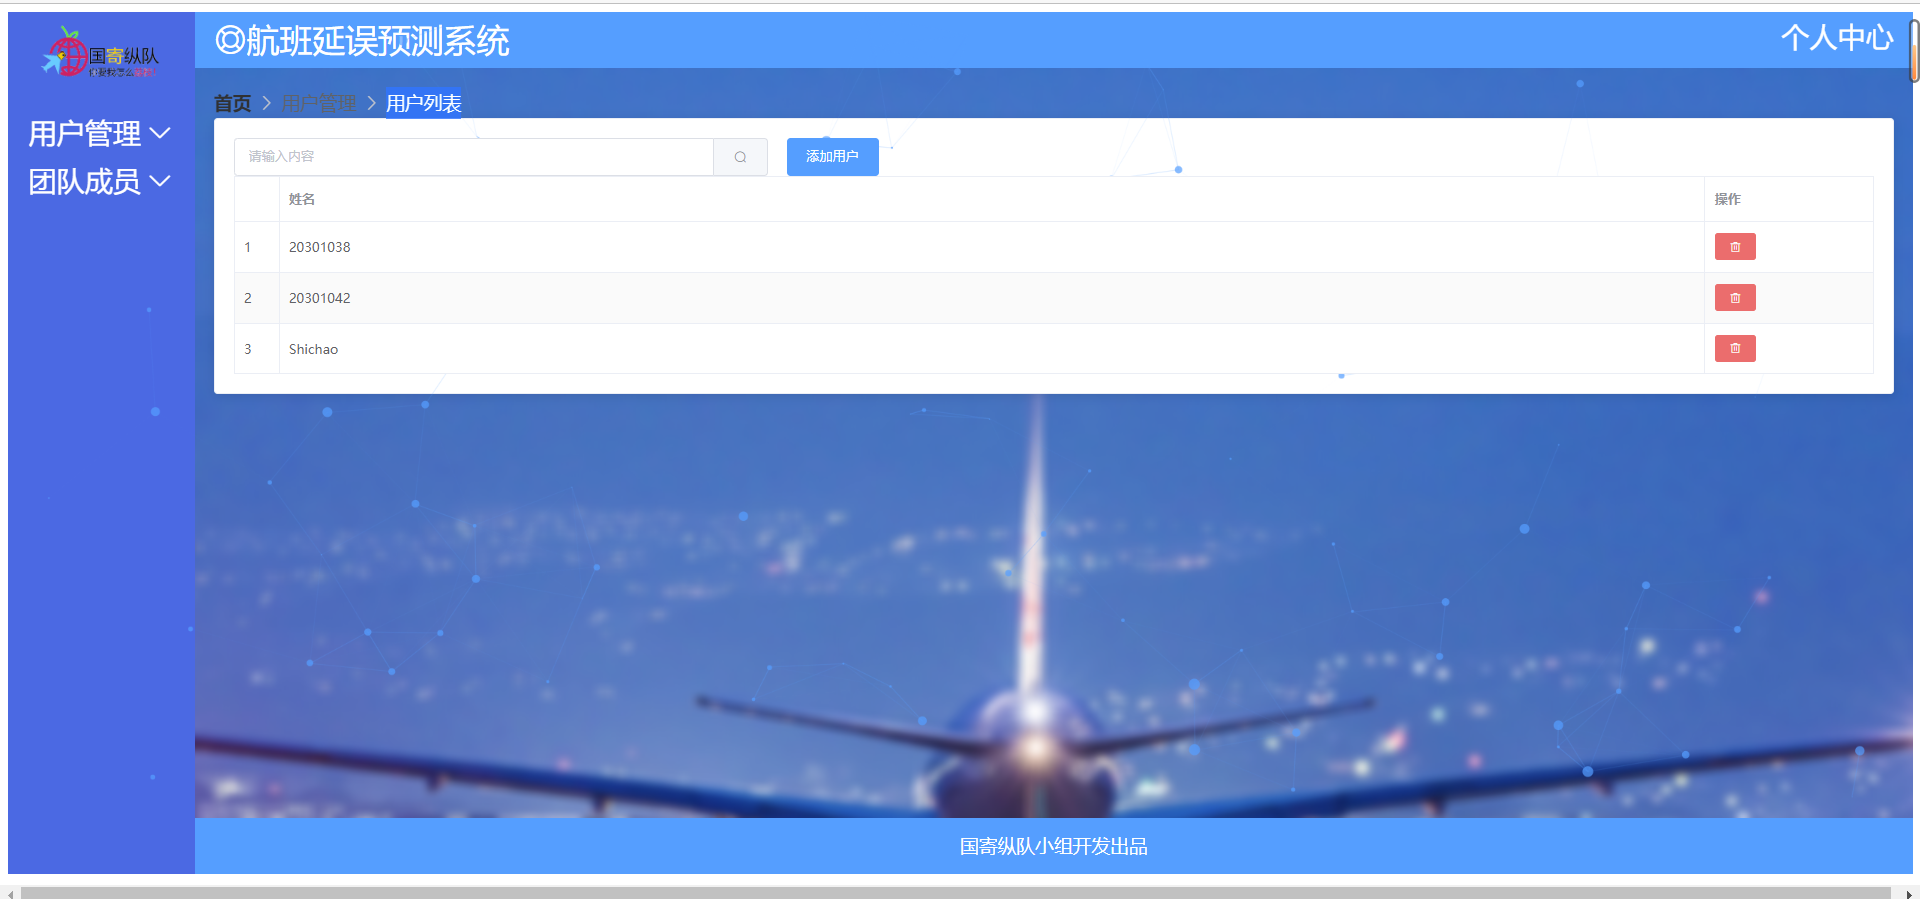 国寄纵队
航班延误预测系统
个人中心
用户管理
团队成员
首页 用户管理 用户列表
请输入内容
添加用户
姓名 操作
1 20301038
2 20301042
3 Shichao
国寄纵队小组开发出品